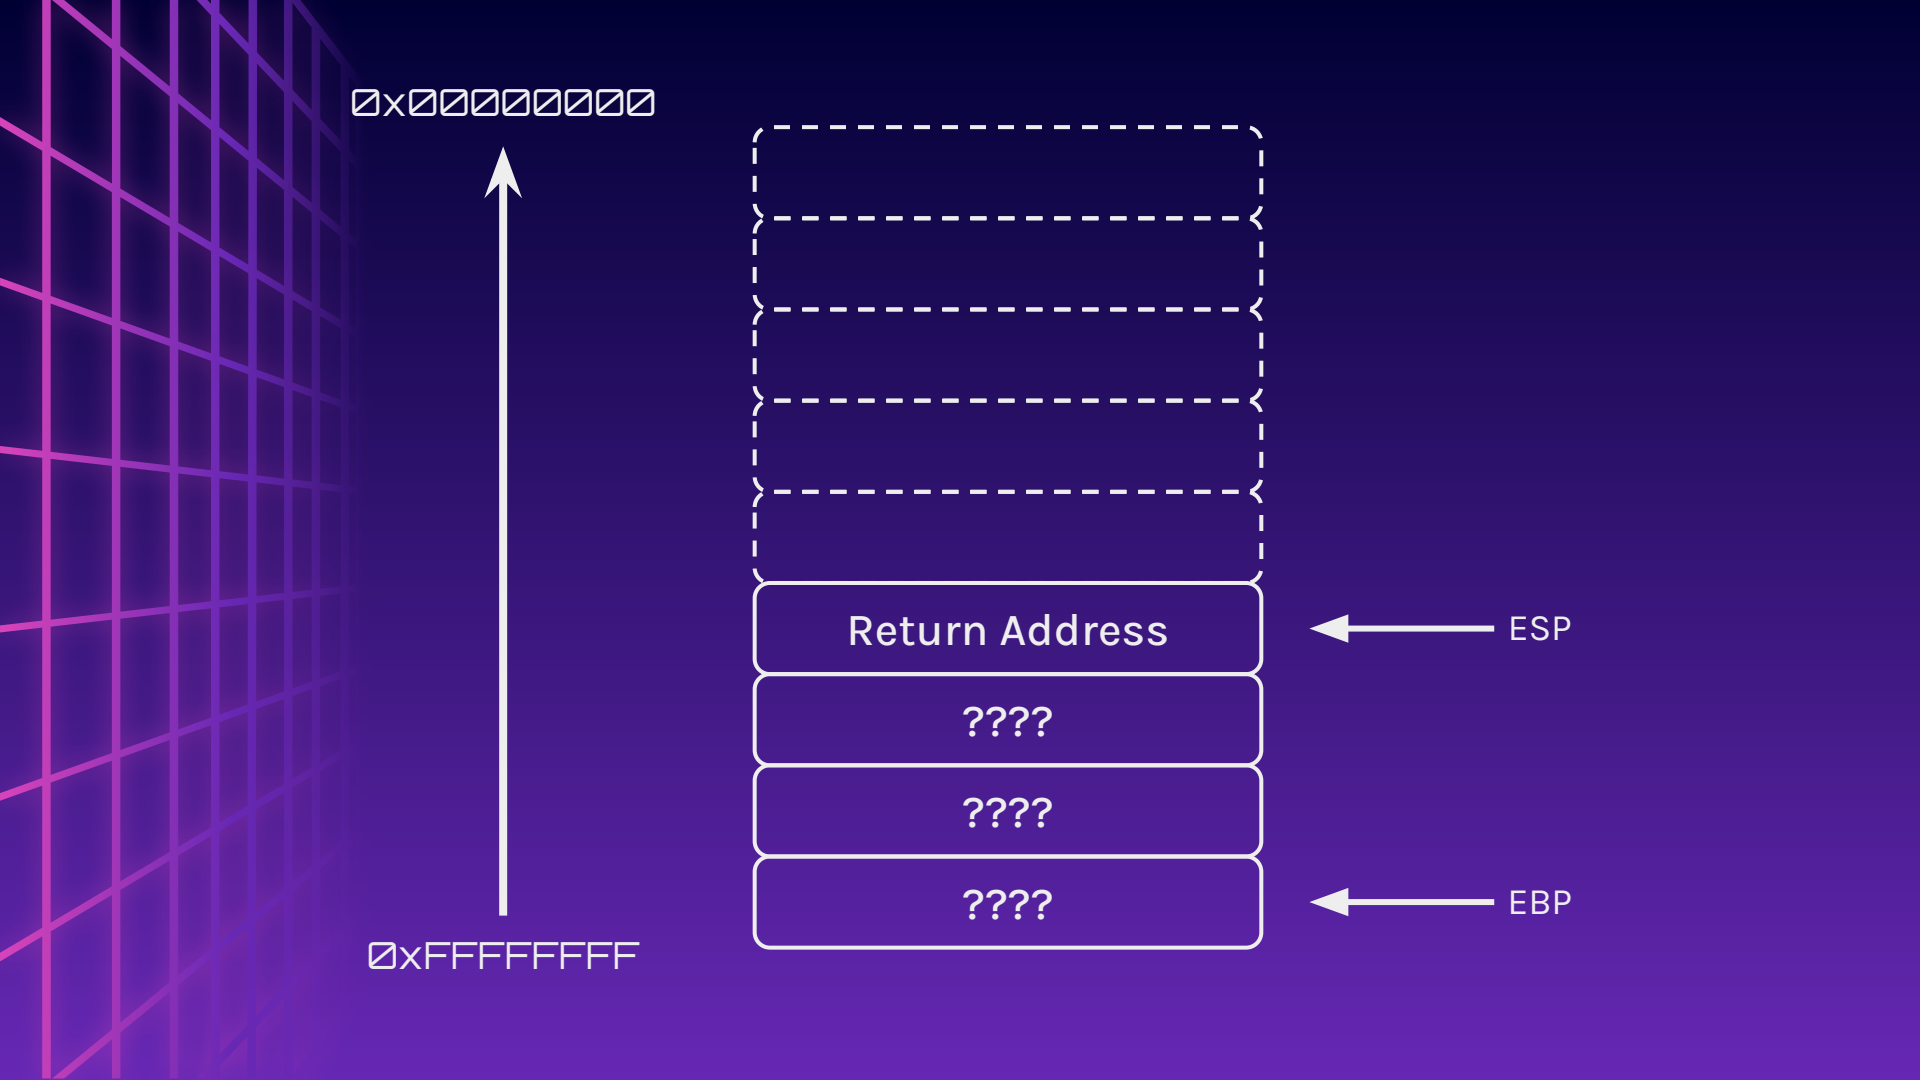 0x00000000
Return Address
ESP
????
????
????
EBP
0xFFFFFFFF